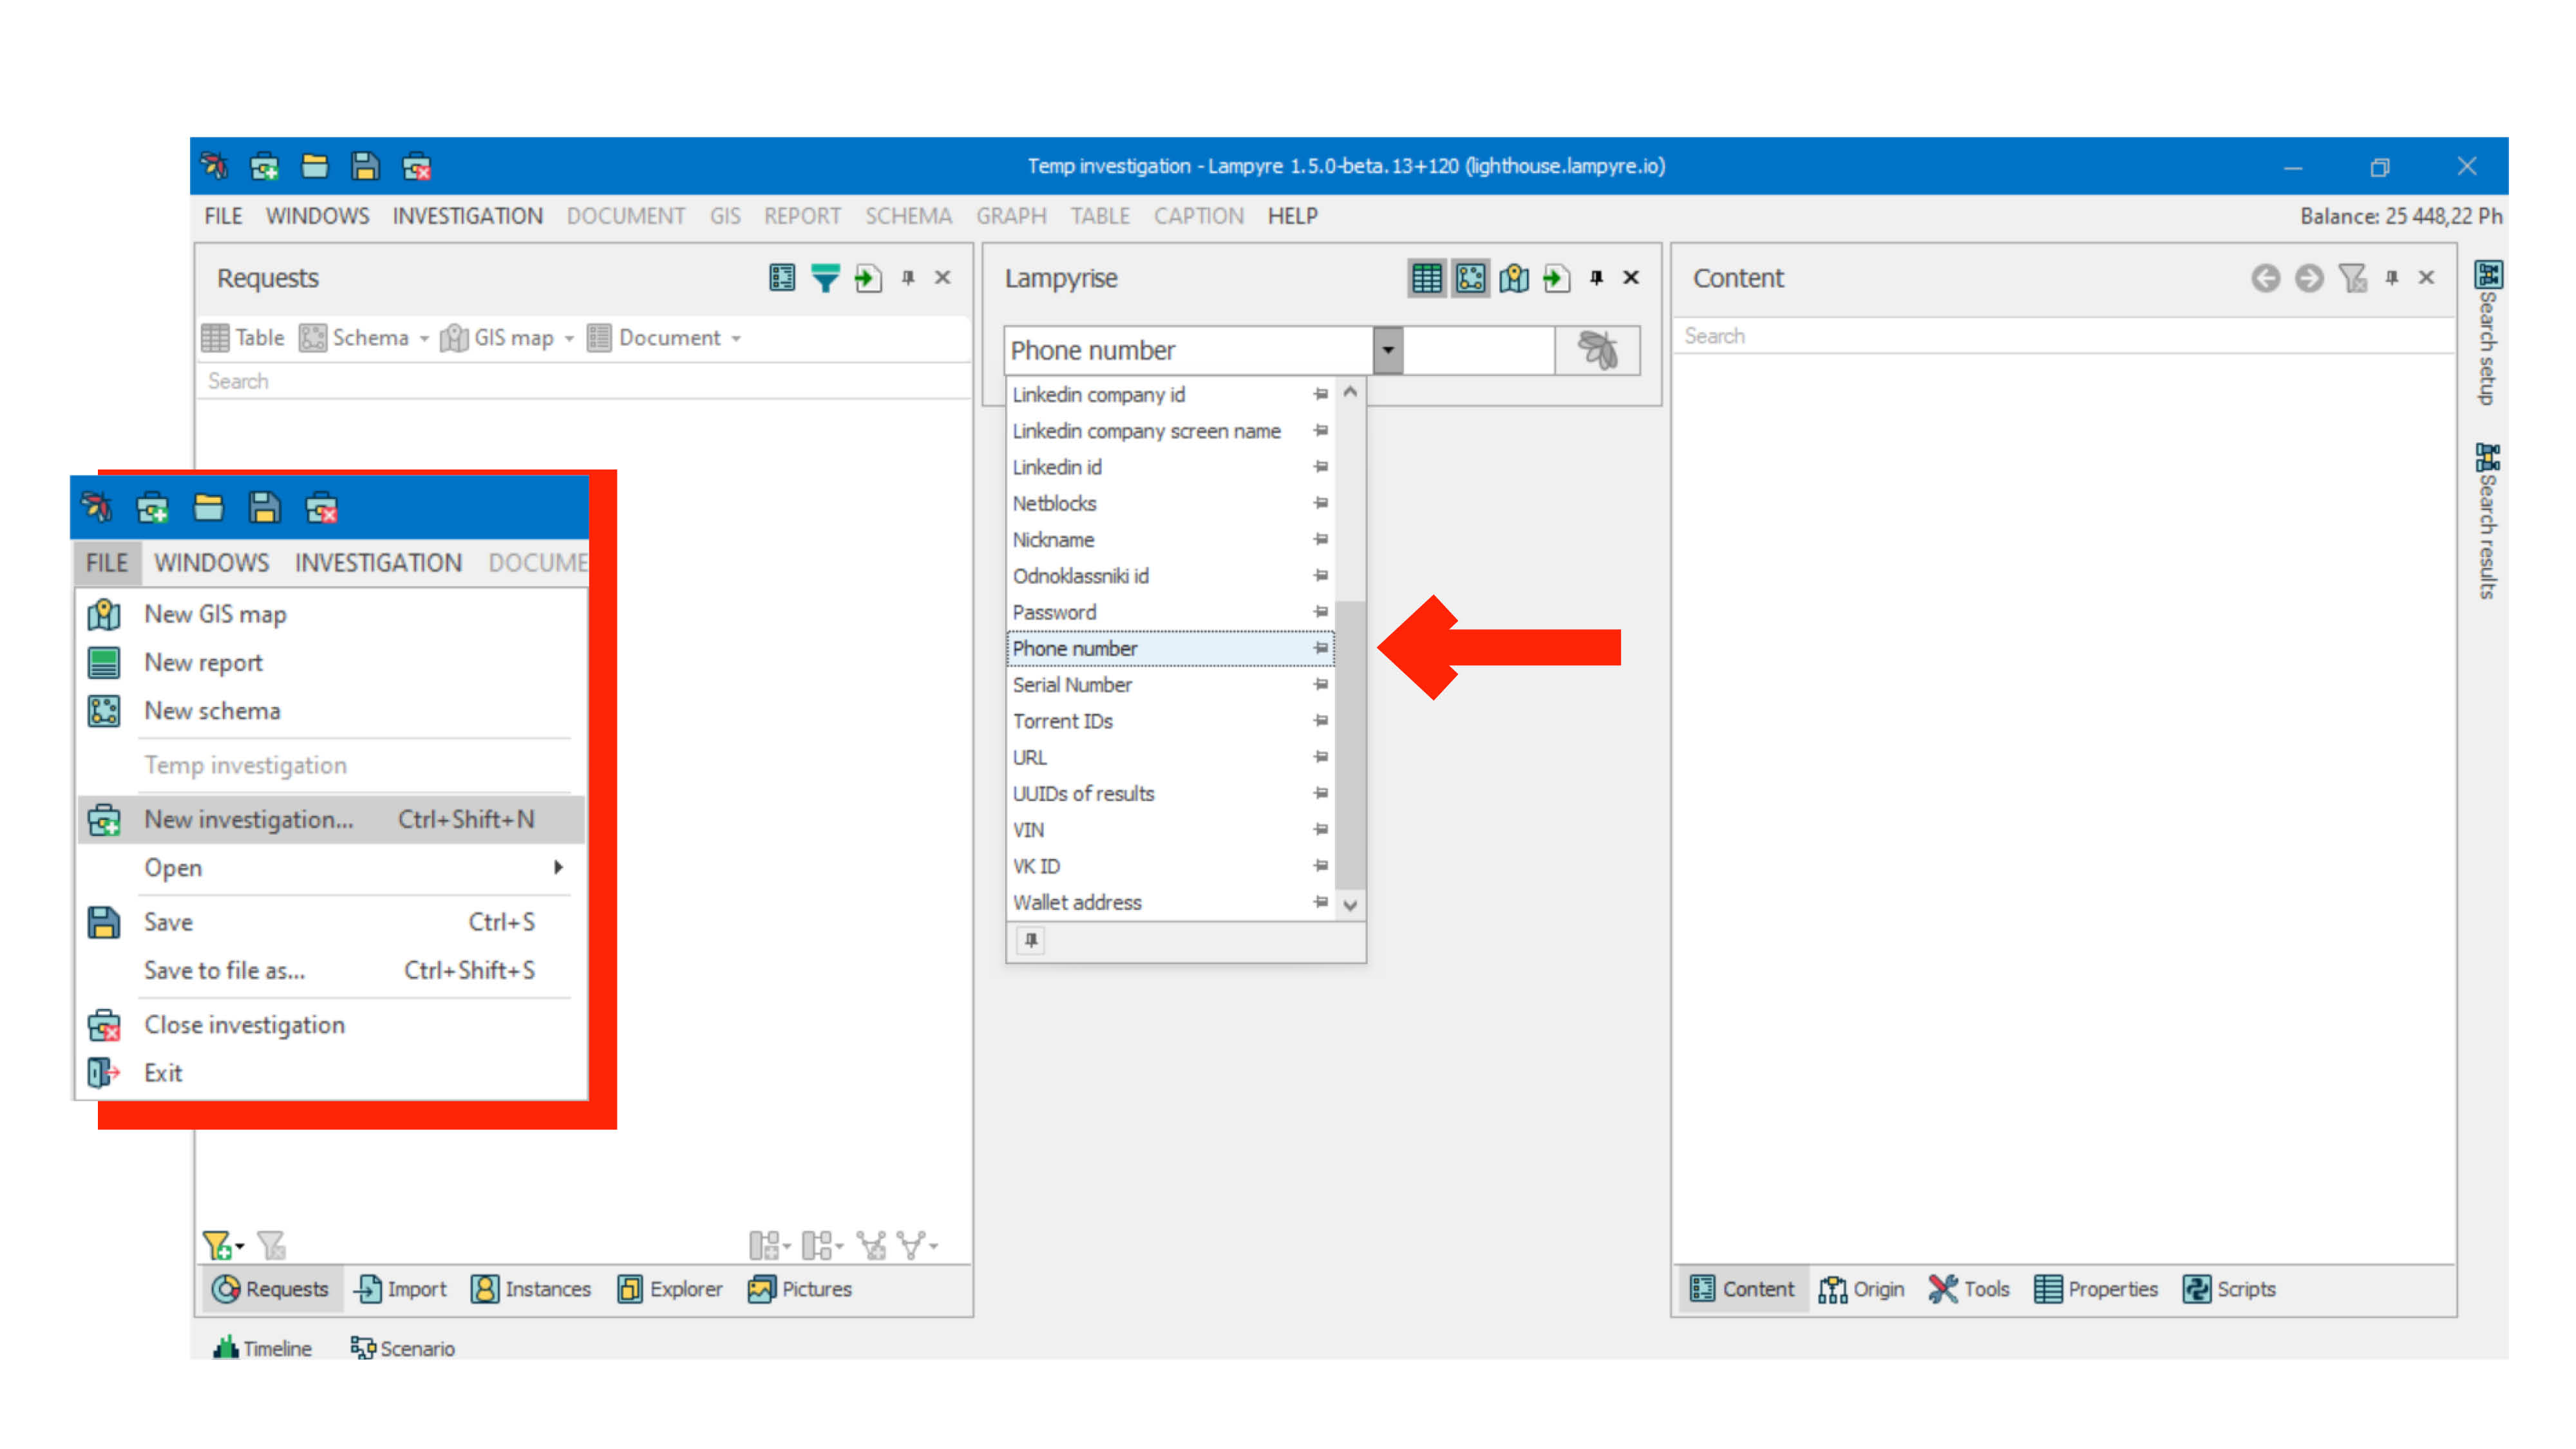 Temp investigation - Lampyre 1.5.0-beta.13+120 (lighthouse.lampyre.io)
FILE WINDOWS INVESTIGATION DOCUMENT GIS REPORT SCHEMA GRAPH TABLE CAPTION HELP
Balance: 25 448,22 Ph
Requests
Table Schema GIS map Document
Search
Lampyrise
Phone number
Linkedin company id
Linkedin company screen name
Linkedin id
Netblocks
Nickname
Odnoklassniki id
Password
Phone number
Serial Number
Torrent IDs
URL
UUIDs of results
VIN
VK ID
Wallet address
Content
Search
Search setup
Search results
FILE WINDOWS INVESTIGATION DOCUME
New GIS map
New report
New schema
Temp investigation
New investigation... Ctrl+Shift+N
Open
Save Ctrl+S
Save to file as... Ctrl+Shift+S
Close investigation
Exit
Requests Import Instances Explorer Pictures
Content Origin Tools Properties Scripts
Timeline Scenario